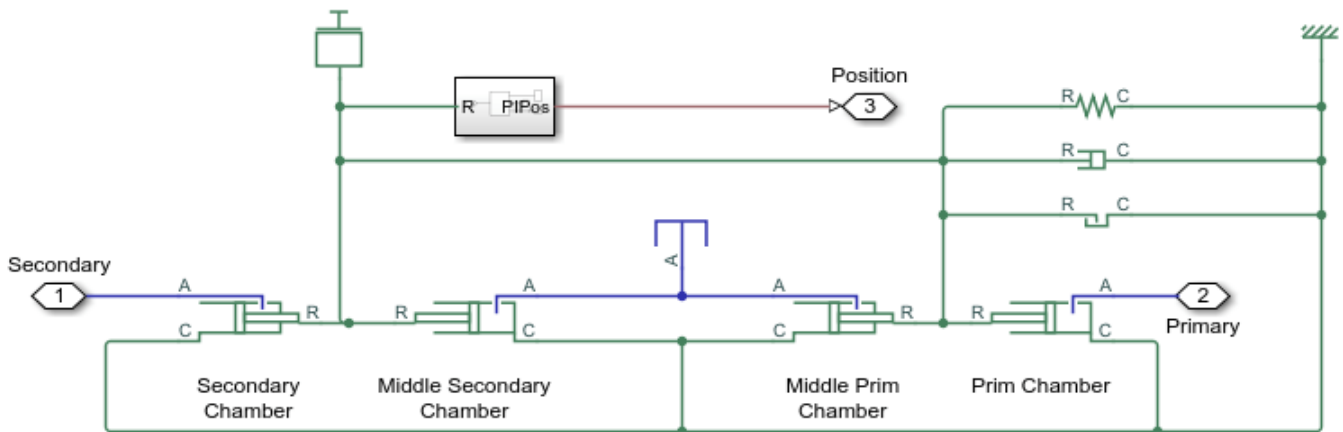 Position
R PIPos
3
R C
R C
R C
A
Secondary
1
A
A
A
A
2
Primary
R
R
R
R
C
C
C
C
Secondary
Chamber
Middle Secondary
Chamber
Middle Prim
Chamber
Prim Chamber